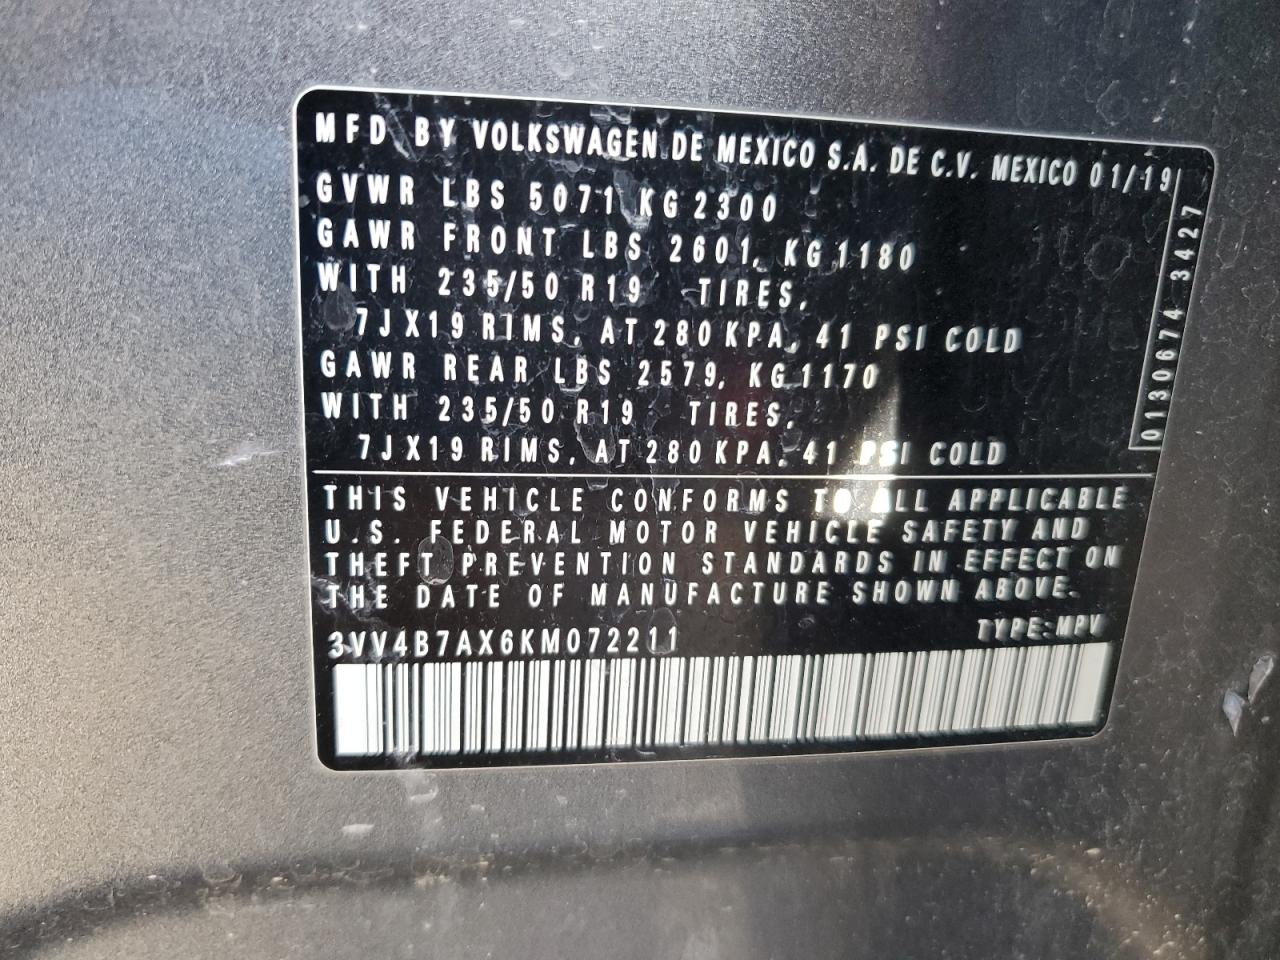 MFD BY VOLKSWAGEN DE MEXICO S.A. DE C.V. MEXICO 01/19
GVWR LBS 5071 KG 2300
GAWR FRONT LBS 2601, KG 1180
WITH 235/50 R19 TIRES,
7JX19 RIMS, AT 280 KPA, 41 PSI COLD
GAWR REAR LBS 2579, KG 1170
WITH 235/50 R19 TIRES,
7JX19 RIMS, AT 280 KPA, 41 PSI COLD
0130674 3427
THIS VEHICLE CONFORMS TO ALL APPLICABLE
U.S. FEDERAL MOTOR VEHICLE SAFETY AND
THEFT PREVENTION STANDARDS IN EFFECT ON
THE DATE OF MANUFACTURE SHOWN ABOVE.
3VV4B7AX6KM072211 TYPE: MPV